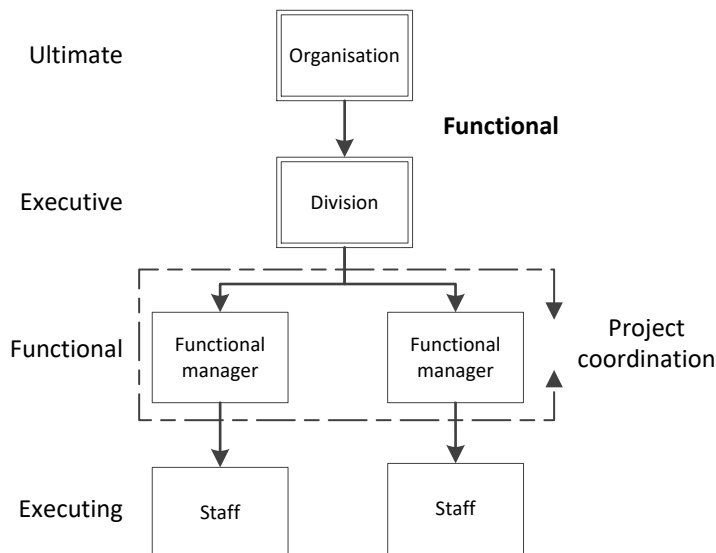 Ultimate
Organisation
Functional
Executive
Division
Functional
Functional
manager
Functional
manager
Project
coordination
Executing
Staff
Staff